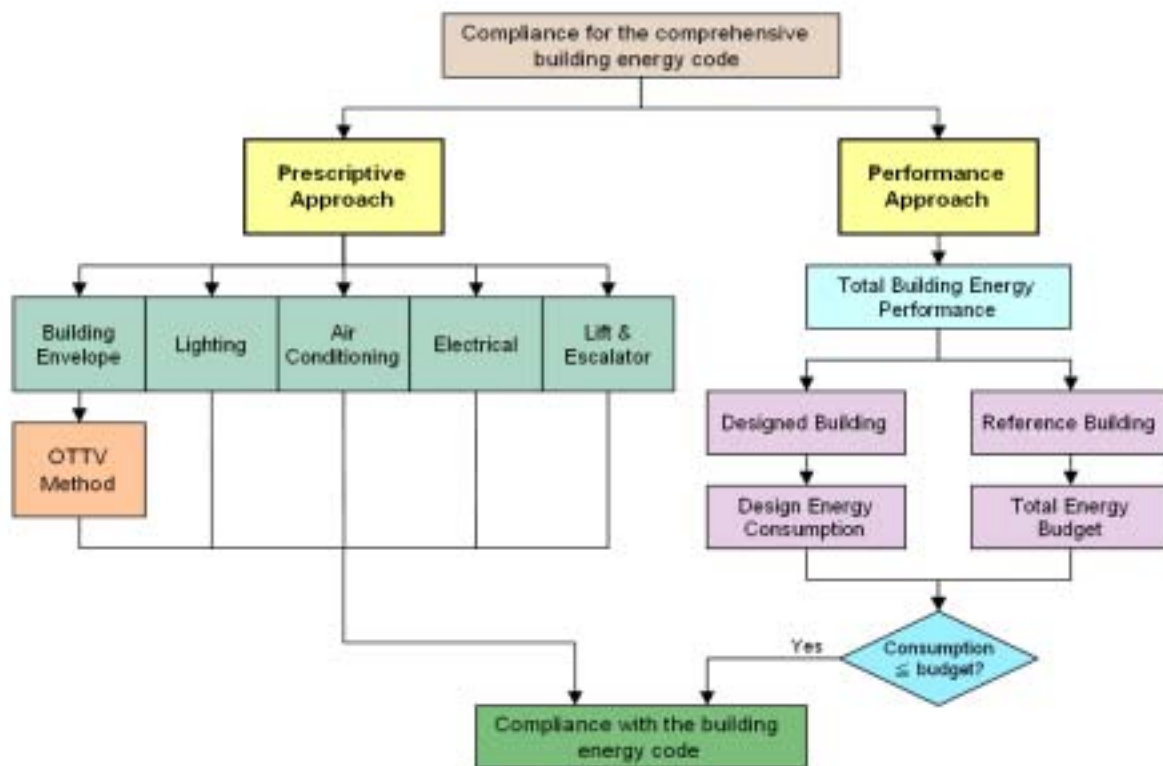 Compliance for the comprehensive
building energy code
Prescriptive
Approach
Performance
Approach
Total Building Energy
Performance
Building
Envelope
Lighting
Air
Conditioning
Electrical
Lift &
Escalator
Designed Building
Reference Building
OTTV
Method
Design Energy
Consumption
Total Energy
Budget
Yes
Consumption
≦ budget?
Compliance with the building
energy code